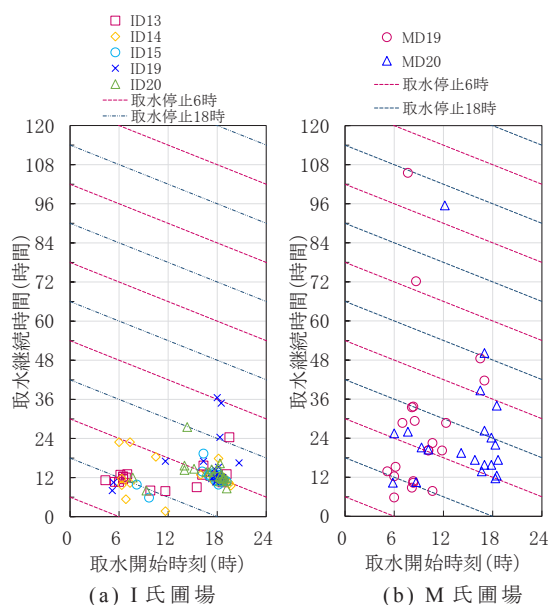 ID13
ID14
ID15
ID19
ID20
取水停止6時
取水停止18時
120
108
96
84
72
60
48
36
24
12
0
0 6 12 18 24
取水継続時間(時間)
取水開始時刻(時)
(a) I氏圃場
MD19
MD20
取水停止6時
取水停止18時
120
108
96
84
72
60
48
36
24
12
0
0 6 12 18 24
取水継続時間(時間)
取水開始時刻(時)
(b) M氏圃場